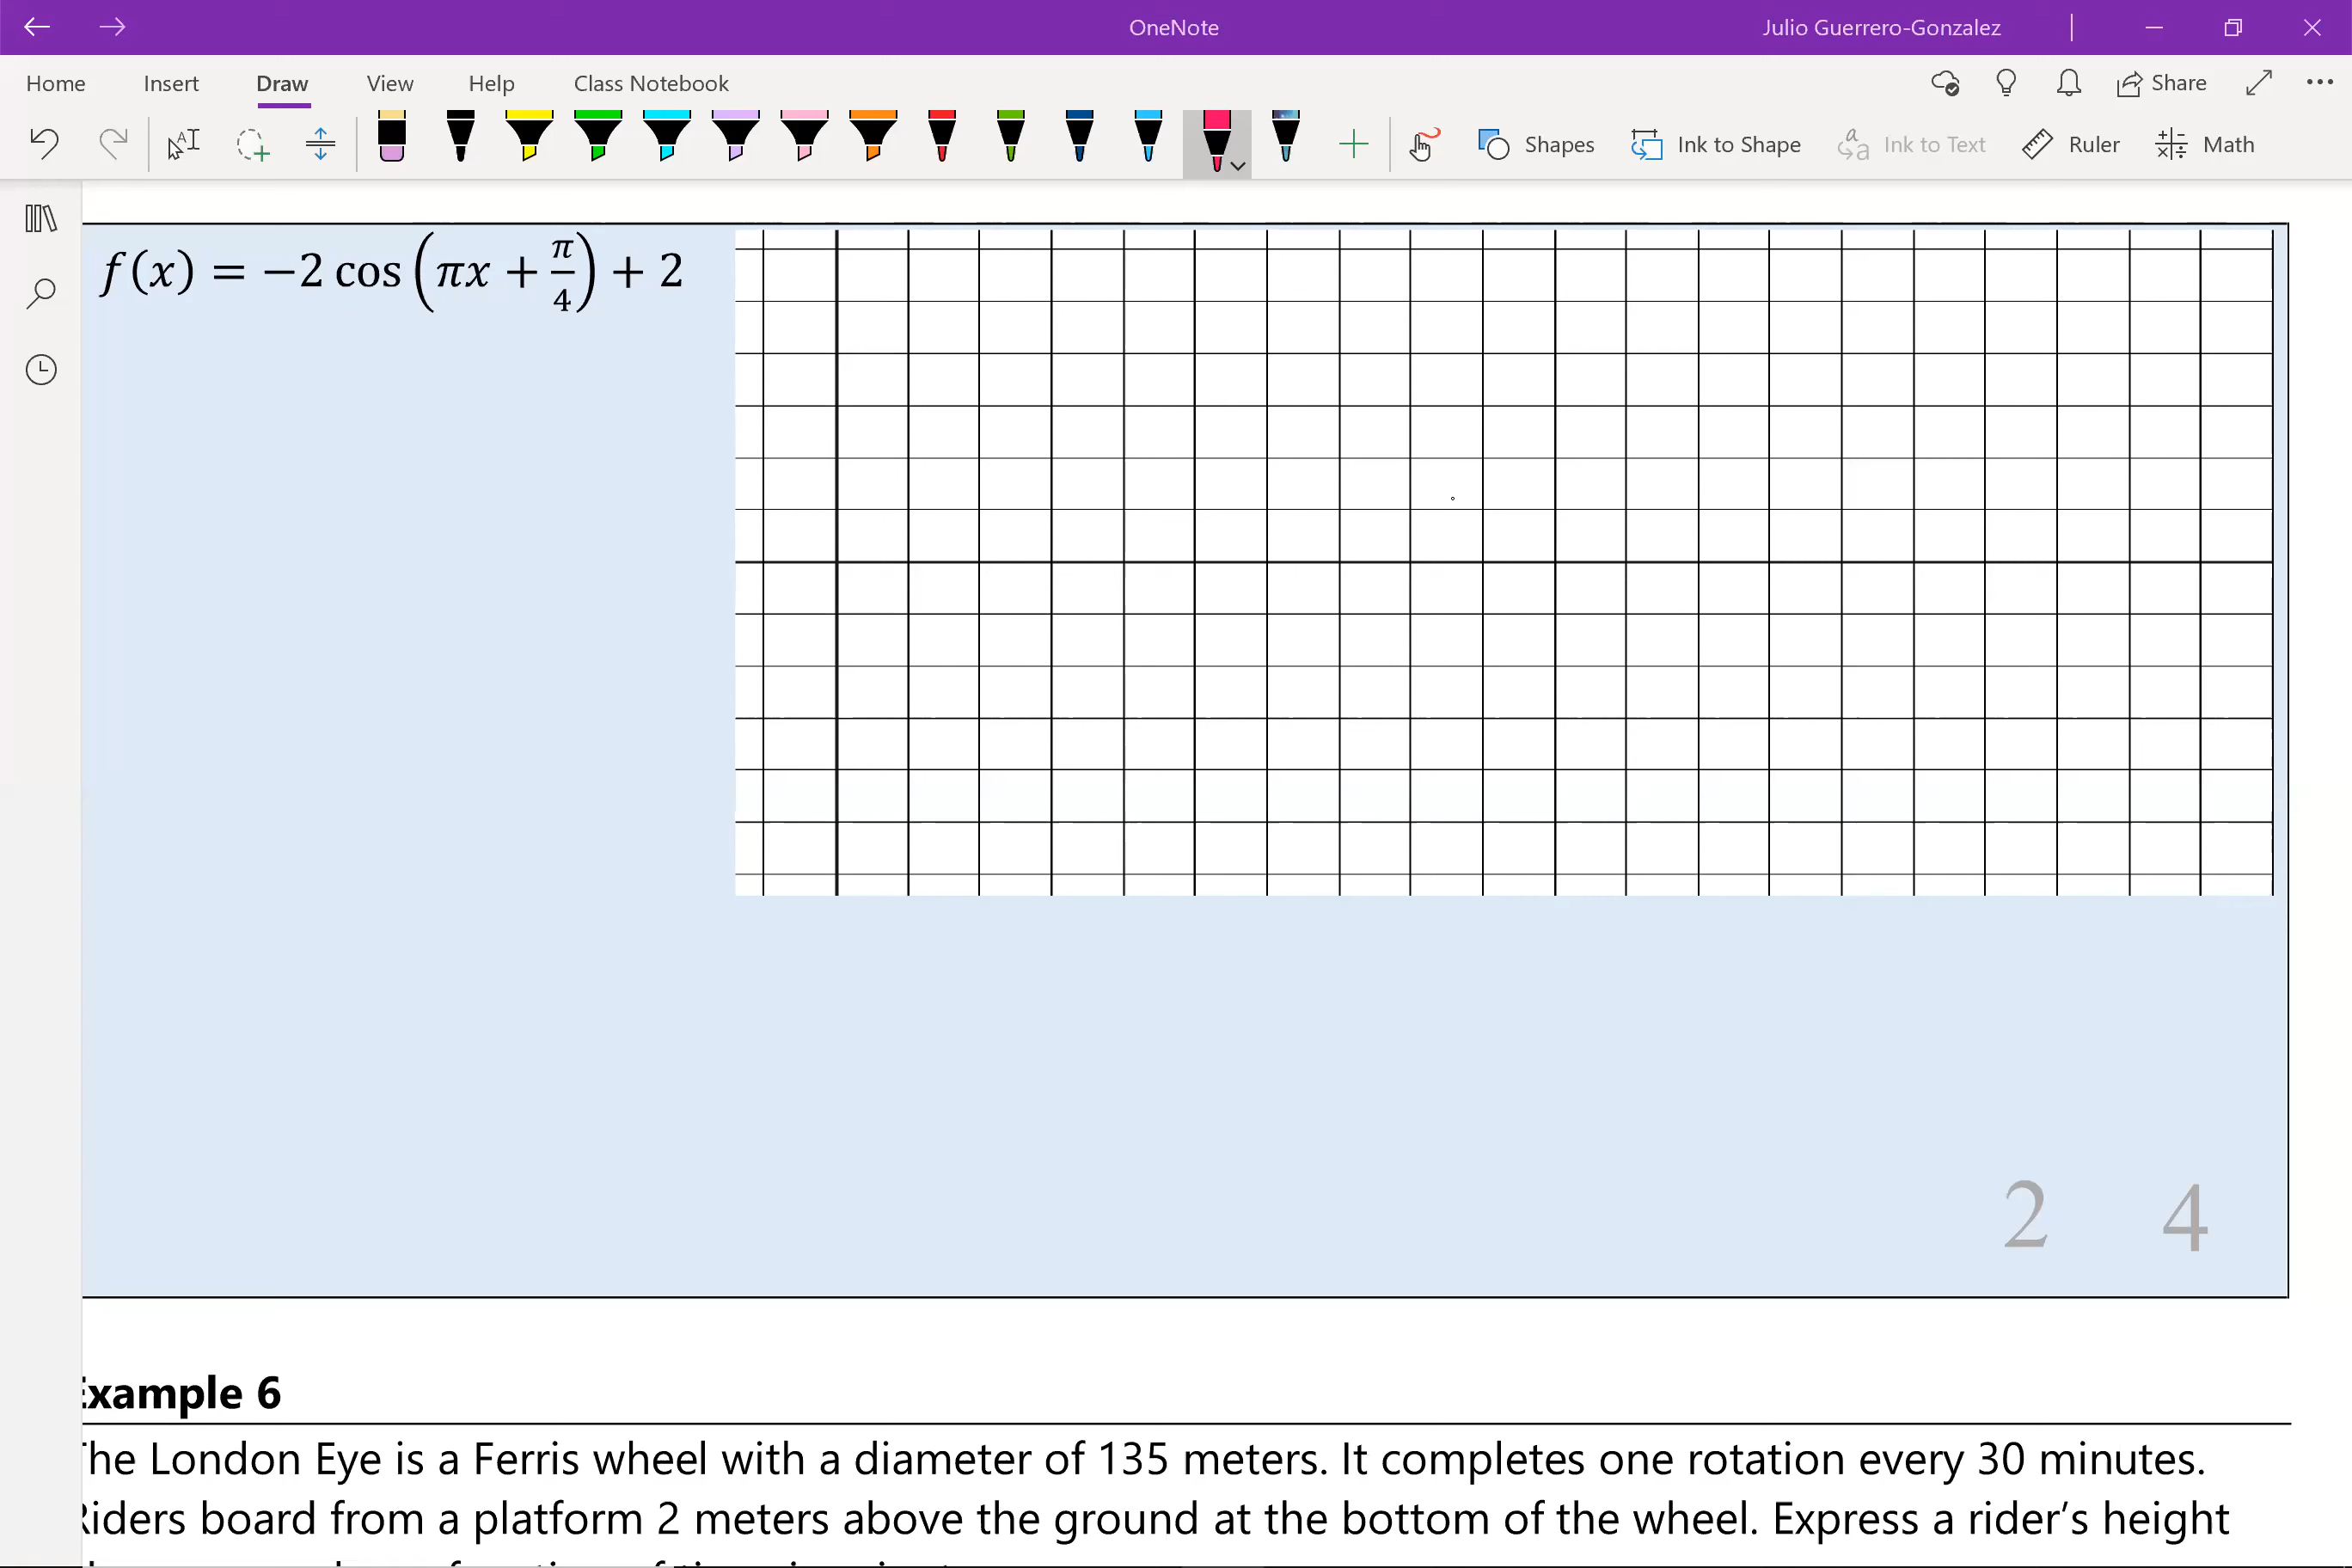 OneNote
Julio Guerrero-Gonzalez
Home Insert Draw View Help Class Notebook
Share
Shapes Ink to Shape Ink to Text Ruler Math
f(x) = −2 cos(πx + π/4) + 2
2 4
Example 6
The London Eye is a Ferris wheel with a diameter of 135 meters. It completes one rotation every 30 minutes.
Riders board from a platform 2 meters above the ground at the bottom of the wheel. Express a rider's height